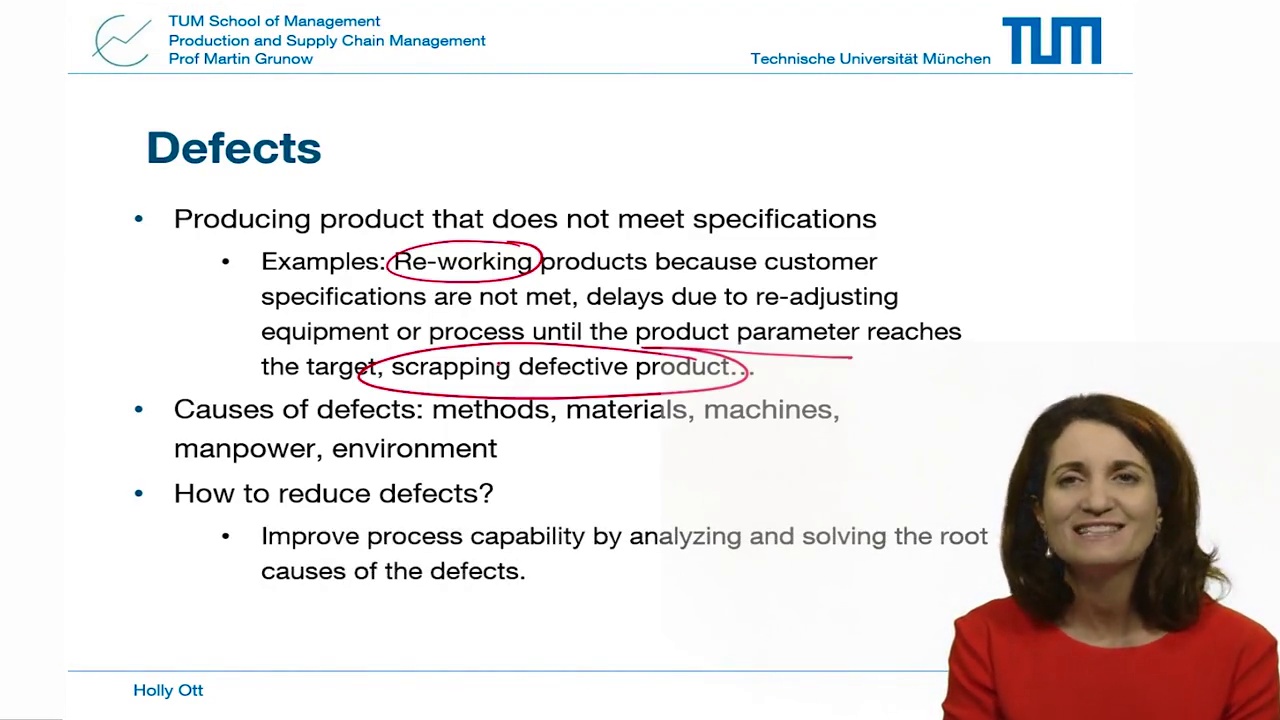 TUM School of Management
Production and Supply Chain Management
Prof Martin Grunow
Technische Universität München
TUM
Defects
• Producing product that does not meet specifications
• Examples: Re-working products because customer
specifications are not met, delays due to re-adjusting
equipment or process until the product parameter reaches
the target, scrapping defective product...
• Causes of defects: methods, materials, machines,
manpower, environment
• How to reduce defects?
• Improve process capability by analyzing and solving the root
causes of the defects.
Holly Ott